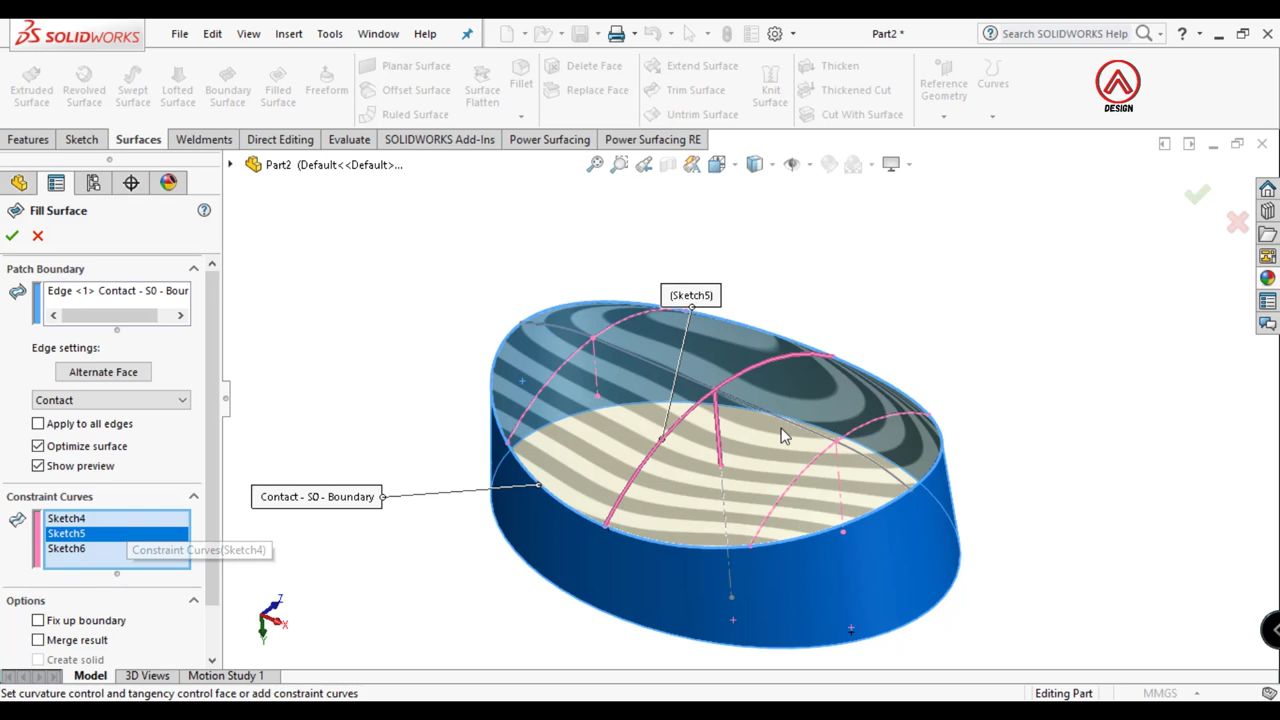 SOLIDWORKS
File Edit View Insert Tools Window Help
Part2 *
Search SOLIDWORKS Help
?
Extruded Surface
Revolved Surface
Swept Surface
Lofted Surface
Boundary Surface
Filled Surface
Freeform
Planar Surface
Offset Surface
Ruled Surface
Surface Flatten
Fillet
Delete Face
Replace Face
Extend Surface
Trim Surface
Untrim Surface
Knit Surface
Thicken
Thickened Cut
Cut With Surface
Reference Geometry
Curves
DESIGN
Features Sketch Surfaces Weldments Direct Editing Evaluate SOLIDWORKS Add-Ins Power Surfacing Power Surfacing RE
Part2 (Default<<Default>...
Fill Surface
?
Patch Boundary
Edge <1> Contact - S0 - Bour
Edge settings:
Alternate Face
Contact
Apply to all edges
Optimize surface
Show preview
Constraint Curves
Sketch4
Sketch5
Sketch6
Constraint Curves(Sketch4)
Options
Fix up boundary
Merge result
Create solid
(Sketch5)
Contact - S0 - Boundary
Z
X
Y
Model 3D Views Motion Study 1
Set curvature control and tangency control face or add constraint curves
Editing Part
MMGS